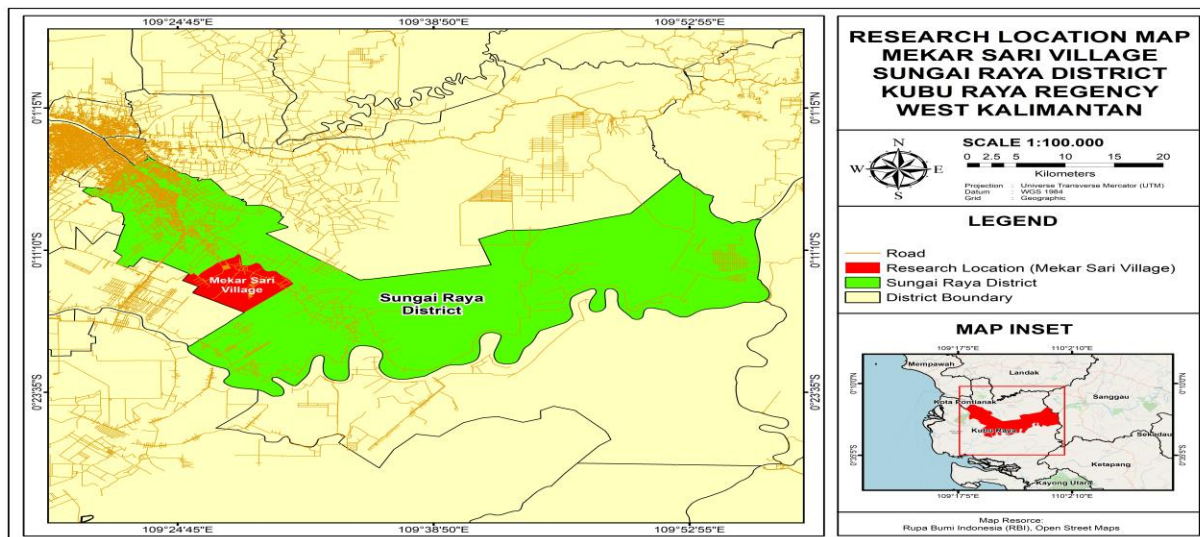 109°24'45"E 109°38'50"E 109°52'55"E
0°1'15"N 0°1'15"N
0°11'10"S 0°11'10"S
0°23'35"S 0°23'35"S
Mekar Sari
Village
Sungai Raya
District
109°24'45"E 109°38'50"E 109°52'55"E
RESEARCH LOCATION MAP
MEKAR SARI VILLAGE
SUNGAI RAYA DISTRICT
KUBU RAYA REGENCY
WEST KALIMANTAN
N
W E
S
SCALE 1:100.000
0 2.5 5 10 15 20
Kilometers
Projection : Universe Transverse Mercator (UTM)
Datum : WGS 1984
Grid : Geographic
LEGEND
Road
Research Location (Mekar Sari Village)
Sungai Raya District
District Boundary
MAP INSET
109°17'5"E 110°2'10"E
Mempawah
Landak
Sanggau
Kota Pontianak
Kubu Raya
Sekadau
Ketapang
Kayong Utara
109°17'5"E 110°2'10"E
Map Resorce:
Rupa Bumi Indonesia (RBI), Open Street Maps